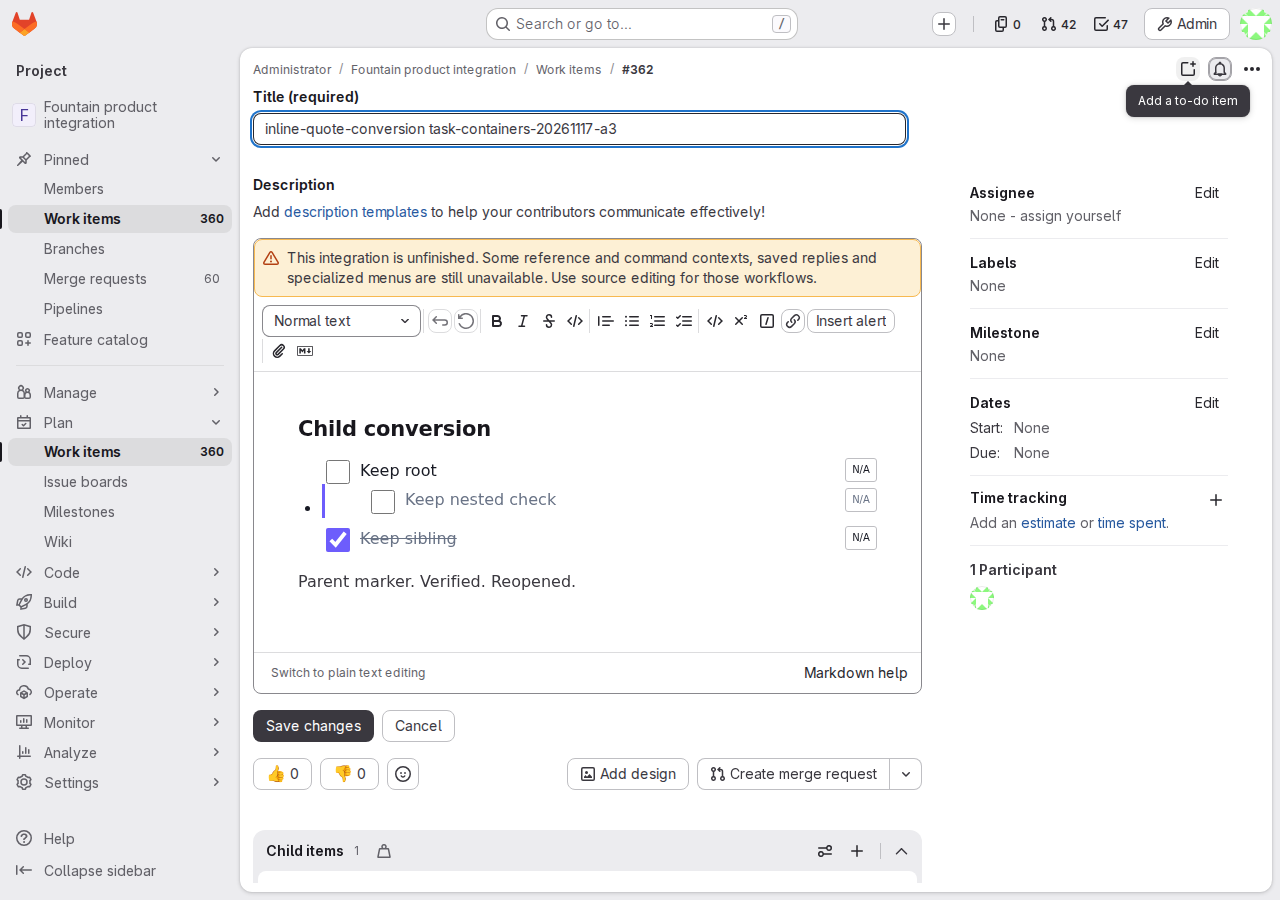 Search or go to...
/
0
42
47
Admin
Project
F
Fountain product integration
Pinned
Members
Work items 360
Branches
Merge requests 60
Pipelines
Feature catalog
Manage
Plan
Work items 360
Issue boards
Milestones
Wiki
Code
Build
Secure
Deploy
Operate
Monitor
Analyze
Settings
Help
Collapse sidebar
Administrator / Fountain product integration / Work items / #362
Add a to-do item
Title (required)
inline-quote-conversion task-containers-20261117-a3
Description
Add description templates to help your contributors communicate effectively!
This integration is unfinished. Some reference and command contexts, saved replies and
specialized menus are still unavailable. Use source editing for those workflows.
Normal text
Insert alert
Child conversion
Keep root N/A
Keep nested check N/A
Keep sibling N/A
Parent marker. Verified. Reopened.
Switch to plain text editing
Markdown help
Save changes
Cancel
👍 0
👎 0
Add design
Create merge request
Child items 1
Assignee Edit
None - assign yourself
Labels Edit
None
Milestone Edit
None
Dates Edit
Start: None
Due: None
Time tracking
Add an estimate or time spent.
1 Participant